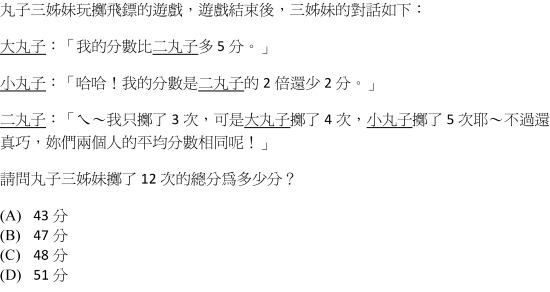 丸子三姊妹玩擲飛鏢的遊戲，遊戲結束後，三姊妹的對話如下：
大丸子：「我的分數比二丸子多 5 分。」
小丸子：「哈哈！我的分數是二丸子的 2 倍還少 2 分。」
二丸子：「ㄟ～我只擲了 3 次，可是大丸子擲了 4 次，小丸子擲了 5 次耶～不過還
真巧，妳們兩個人的平均分數相同呢！」
請問丸子三姊妹擲了 12 次的總分為多少分？
(A) 43 分
(B) 47 分
(C) 48 分
(D) 51 分